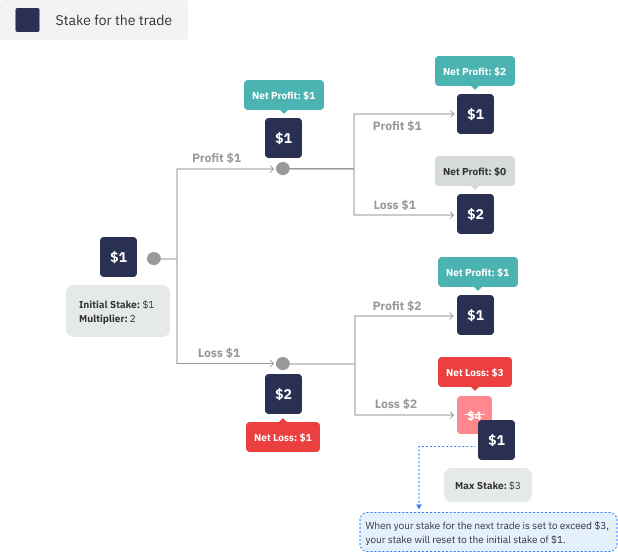 Stake for the trade
Net Profit: $2
$1
Net Profit: $1
$1
Profit $1
Profit $1
Net Profit: $0
Loss $1
$2
$1
Initial Stake: $1
Multiplier: 2
Net Profit: $1
Profit $2
$1
Loss $1
$2
Net Loss: $1
Net Loss: $3
Loss $2
$4
$1
Max Stake: $3
When your stake for the next trade is set to exceed $3,
your stake will reset to the initial stake of $1.